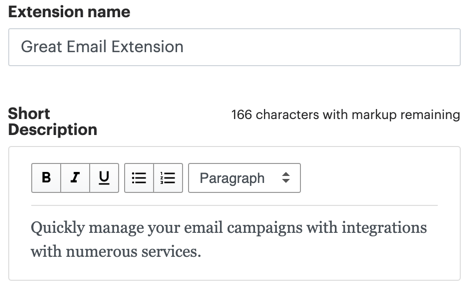 Extension name
Great Email Extension
Short
Description
166 characters with markup remaining
B I U Paragraph
Quickly manage your email campaigns with integrations
with numerous services.